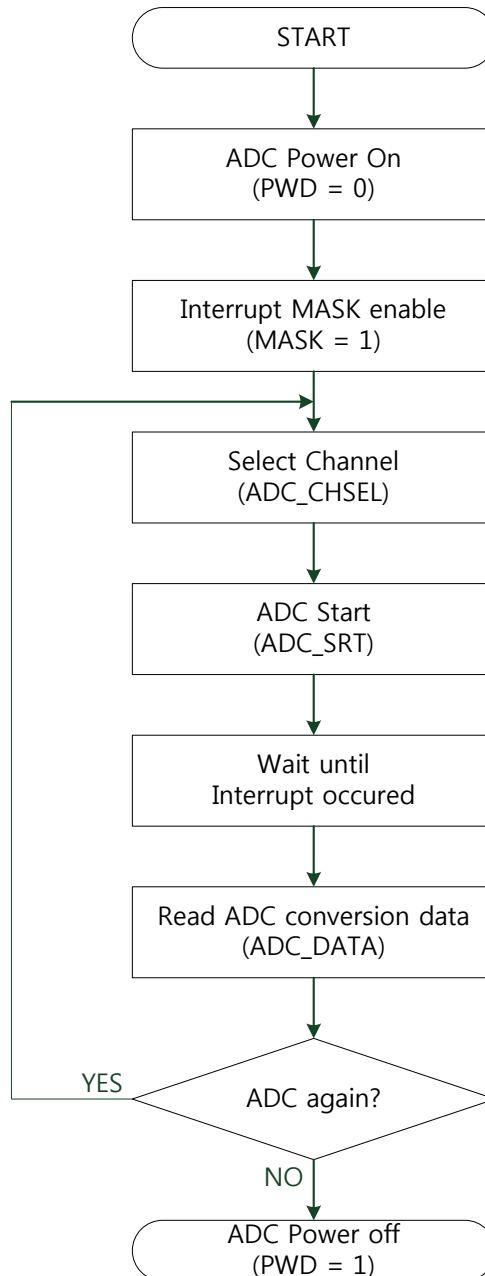 START
ADC Power On
(PWD = 0)
Interrupt MASK enable
(MASK = 1)
Select Channel
(ADC_CHSEL)
ADC Start
(ADC_SRT)
Wait until
Interrupt occured
Read ADC conversion data
(ADC_DATA)
YES
ADC again?
NO
ADC Power off
(PWD = 1)